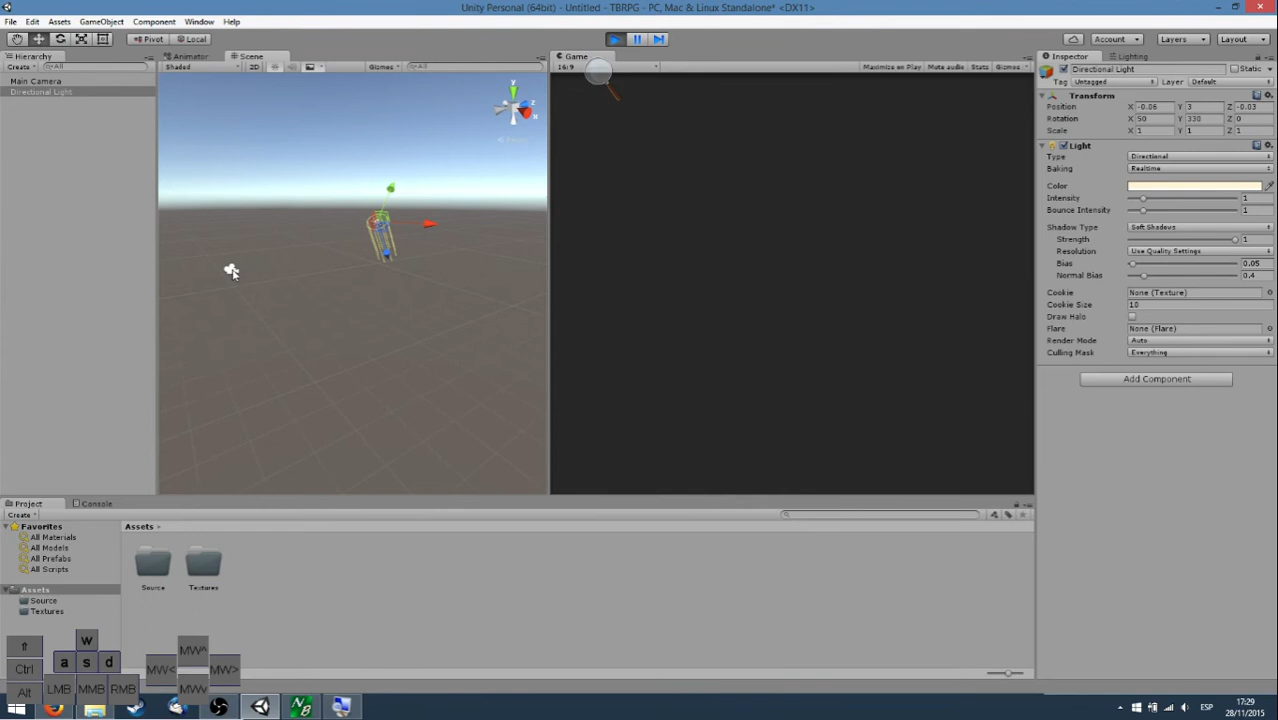 Unity Personal (64bit) - Untitled - TBRPG - PC, Mac & Linux Standalone* <DX11>
File Edit Assets GameObject Component Window Help
Pivot Local Account Layers Layout
Hierarchy Animator Scene Game Inspector Lighting
Create All Shaded 2D Gizmos All 16:9 Maximize on Play Mute audio Stats Gizmos Directional Light Static
Main Camera
Directional Light
y
z
x
Tag Untagged Layer Default
Transform
Position X -0.06 Y 3 Z -0.03
Rotation X 50 Y 330 Z 0
Scale X 1 Y 1 Z 1
Light
Type Directional
Baking Realtime
Color
Intensity 1
Bounce Intensity 1
Shadow Type Soft Shadows
Strength 1
Resolution Use Quality Settings
Bias 0.05
Normal Bias 0.4
Cookie None (Texture)
Cookie Size 10
Draw Halo
Flare None (Flare)
Render Mode Auto
Culling Mask Everything
Add Component
Project Console
Create
Favorites
All Materials
All Models
All Prefabs
All Scripts
Assets
Source
Textures
Assets
Source Textures
w
a s d
Ctrl
Alt
LMB MMB RMB
MW^
MW< MW>
MWv
NB
ESP
17:29
28/11/2015